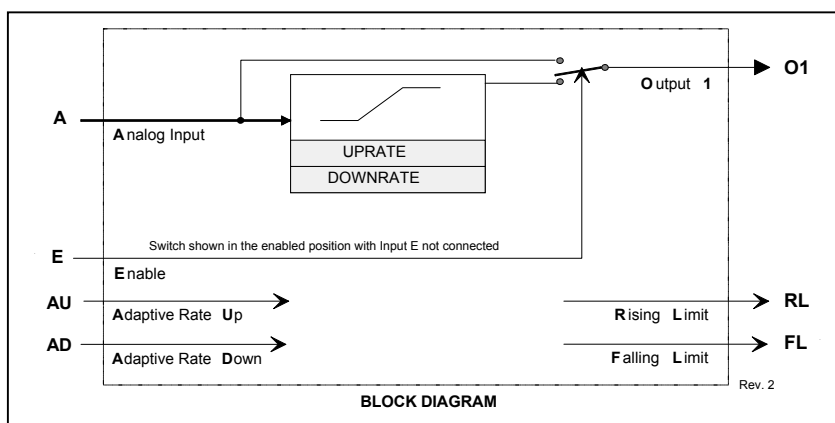 A
Analog Input
UPRATE
DOWNRATE
Output 1
O1
Switch shown in the enabled position with Input E not connected
E
Enable
AU
Adaptive Rate Up
AD
Adaptive Rate Down
Rising Limit
RL
Falling Limit
FL
Rev. 2
BLOCK DIAGRAM